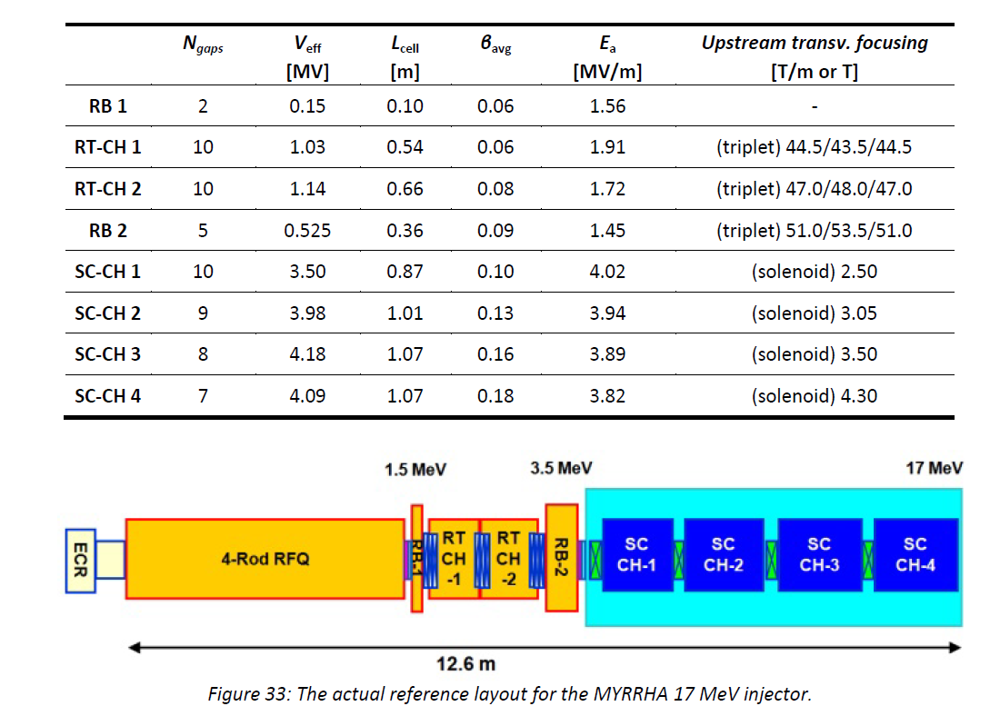 N gaps V eff L cell β avg E a Upstream transv. focusing
[MV] [m] [MV/m] [T/m or T]
RB 1 2 0.15 0.10 0.06 1.56 -
RT-CH 1 10 1.03 0.54 0.06 1.91 (triplet) 44.5/43.5/44.5
RT-CH 2 10 1.14 0.66 0.08 1.72 (triplet) 47.0/48.0/47.0
RB 2 5 0.525 0.36 0.09 1.45 (triplet) 51.0/53.5/51.0
SC-CH 1 10 3.50 0.87 0.10 4.02 (solenoid) 2.50
SC-CH 2 9 3.98 1.01 0.13 3.94 (solenoid) 3.05
SC-CH 3 8 4.18 1.07 0.16 3.89 (solenoid) 3.50
SC-CH 4 7 4.09 1.07 0.18 3.82 (solenoid) 4.30
1.5 MeV 3.5 MeV 17 MeV
ECR
4-Rod RFQ
RB-1
RT
CH
-1
RT
CH
-2
RB-2
SC
CH-1
SC
CH-2
SC
CH-3
SC
CH-4
12.6 m
Figure 33: The actual reference layout for the MYRRHA 17 MeV injector.